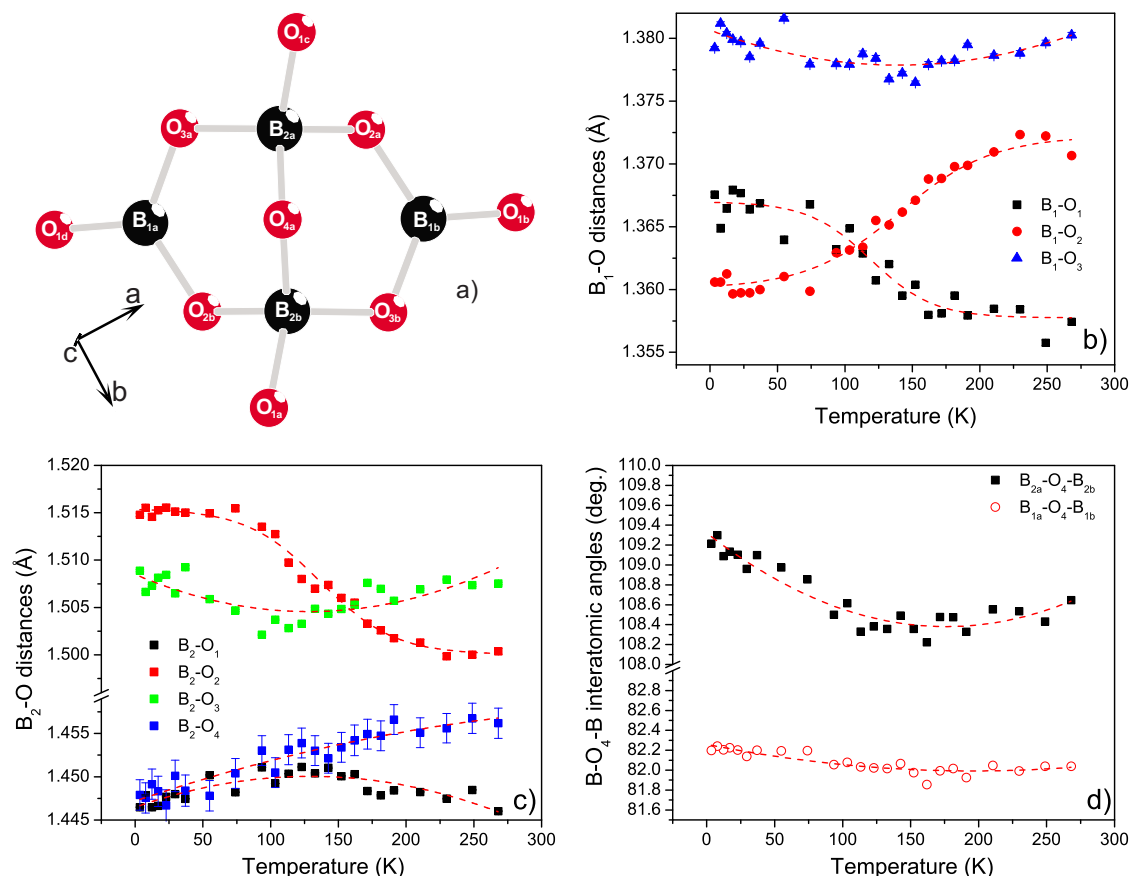 O1c
O3a
B2a
O2a
O1d
B1a
O4a
B1b
O1b
O2b
B2b
O3b
O1a
a
c
b
a)
B1-O distances (Å)
1.380
1.375
1.370
1.365
1.360
1.355
B1-O1
B1-O2
B1-O3
b)
0 50 100 150 200 250 300
Temperature (K)
B2-O distances (Å)
1.520
1.515
1.510
1.505
1.500
1.455
1.450
1.445
B2-O1
B2-O2
B2-O3
B2-O4
c)
0 50 100 150 200 250 300
Temperature (K)
B-O4-B interatomic angles (deg.)
110.0
109.8
109.6
109.4
109.2
109.0
108.8
108.6
108.4
108.2
108.0
82.4
82.2
82.0
81.8
81.6
B2a-O4-B2b
B1a-O4-B1b
d)
0 50 100 150 200 250 300
Temperature (K)